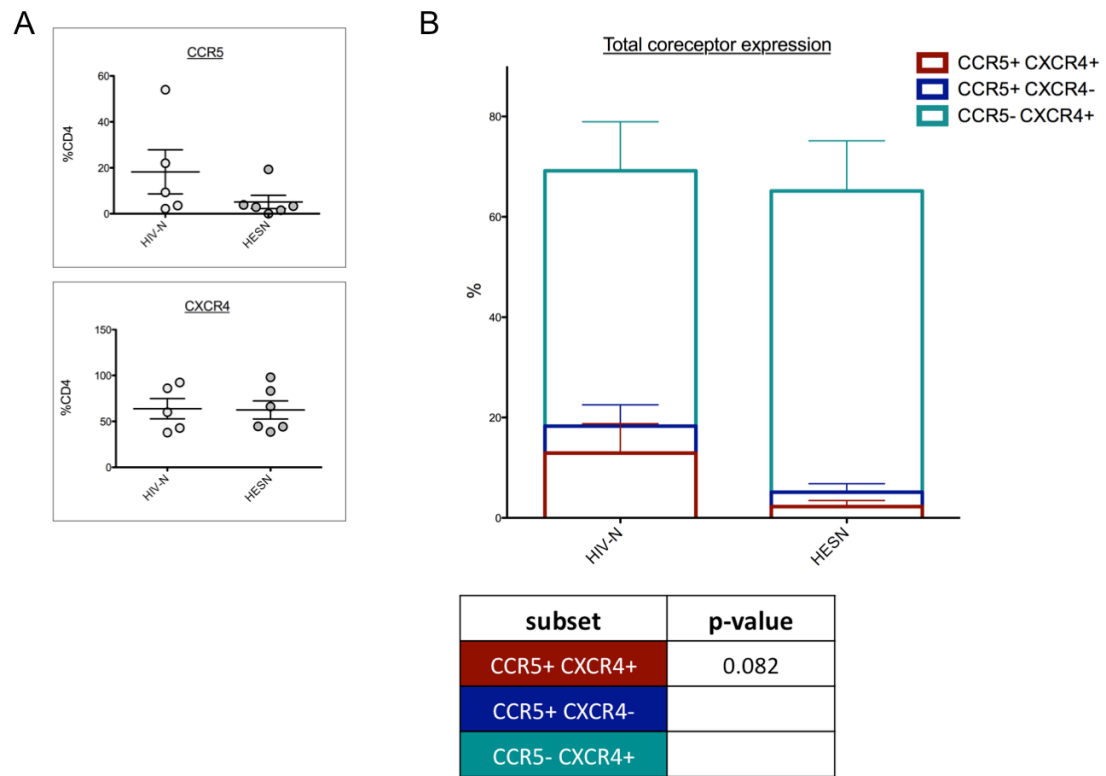 A
CCR5
60
40
20
0
%CD4
HIV-N
HESN
CXCR4
150
100
50
0
%CD4
HIV-N
HESN
B
Total coreceptor expression
CCR5+ CXCR4+
CCR5+ CXCR4-
CCR5- CXCR4+
80
60
40
20
0
%
HIV-N
HESN
subset p-value
CCR5+ CXCR4+ 0.082
CCR5+ CXCR4-
CCR5- CXCR4+